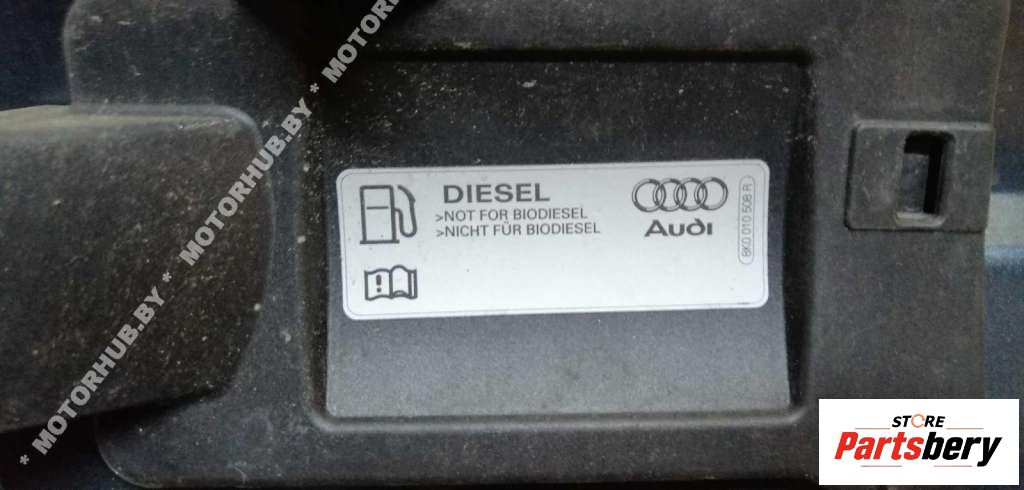 * MOTORHUB.BY * MOTORHUB.BY * MOTORHUB.BY *
DIESEL
>NOT FOR BIODIESEL
>NICHT FÜR BIODIESEL
Audi
8K0 010 508 R
STORE
Partsbery